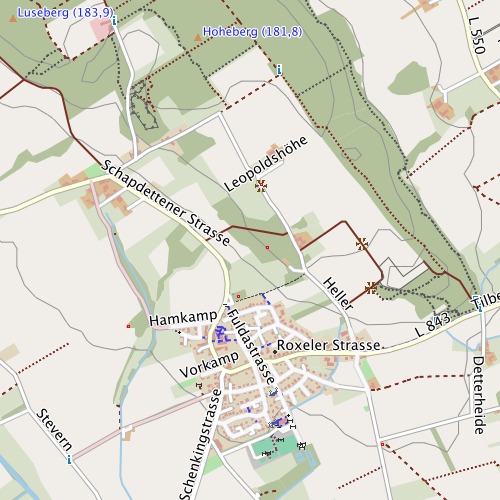 Luseberg (183,9)
Hoheberg (181,8)
L 550
Leopoldshöhe
Schapdettener Strasse
Heller
Tilbe
L 843
Hamkamp
Fuldastrasse
Roxeler Strasse
Vorkamp
Detterheide
Schenkingstrasse
Stevern